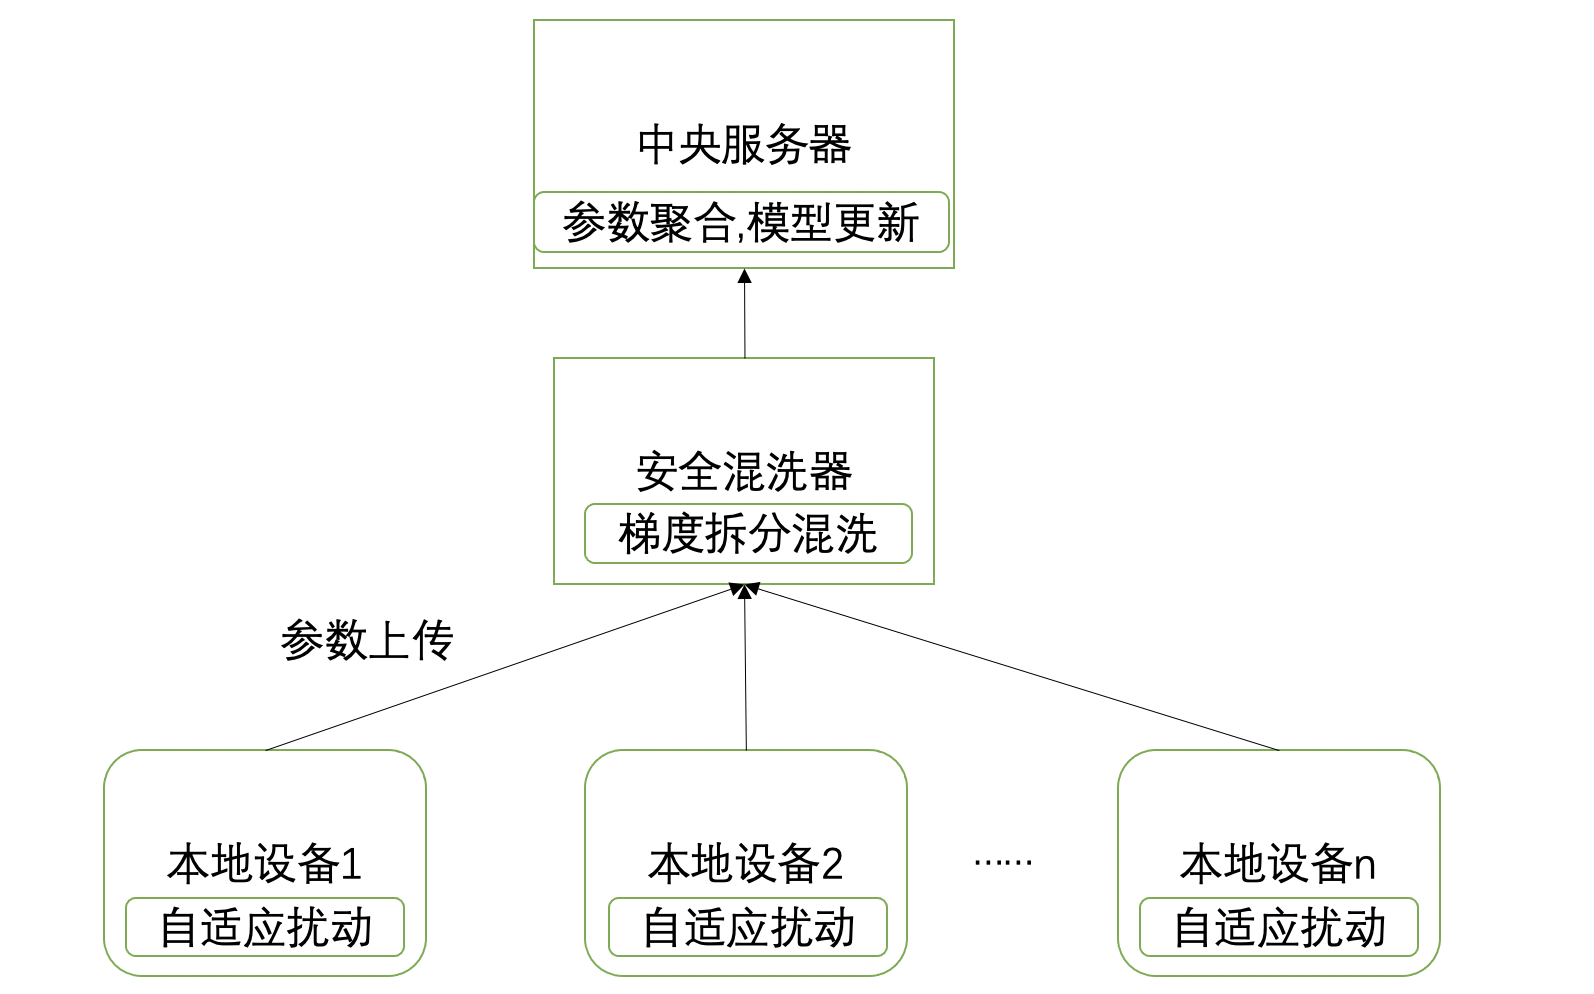 中央服务器
参数聚合,模型更新
安全混洗器
梯度拆分混洗
参数上传
本地设备1
自适应扰动
本地设备2
自适应扰动
……
本地设备n
自适应扰动